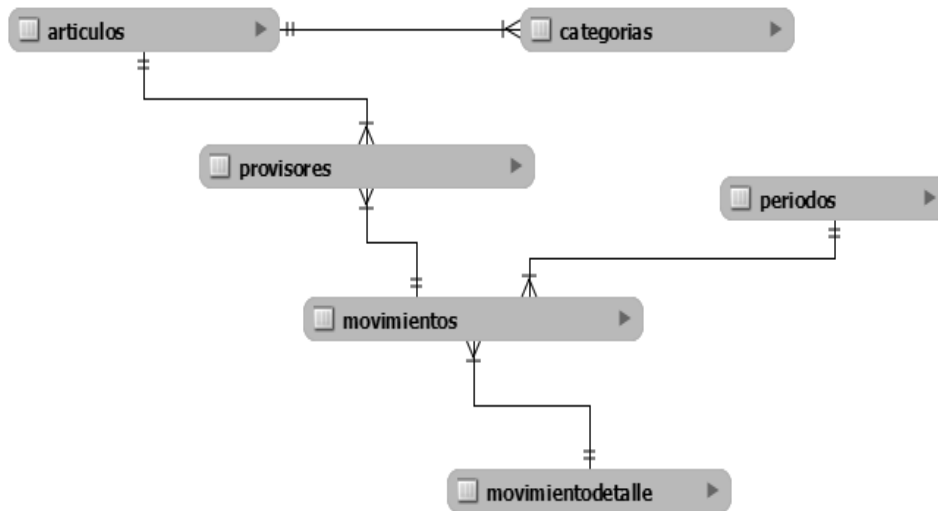 articulos
categorias
provisores
periodos
movimientos
movimientodetalle